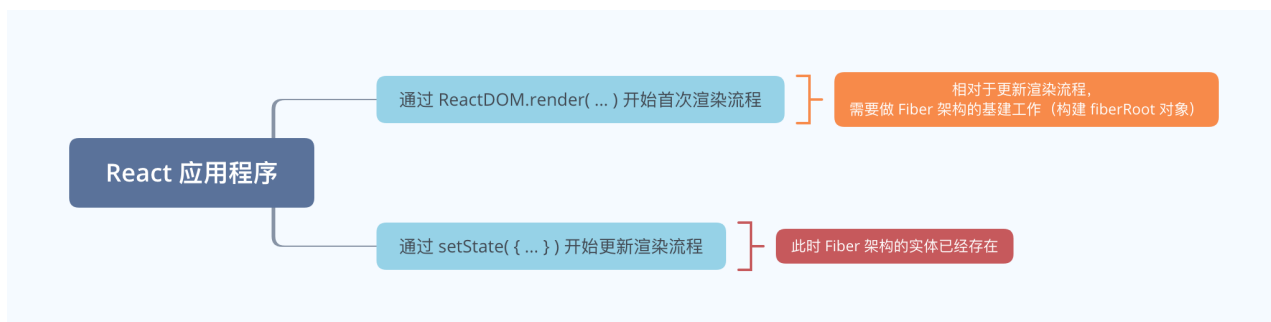 React 应用程序
通过 ReactDOM.render( ... ) 开始首次渲染流程
相对于更新渲染流程，
需要做 Fiber 架构的基建工作（构建 fiberRoot 对象）
通过 setState( { ... } ) 开始更新渲染流程
此时 Fiber 架构的实体已经存在